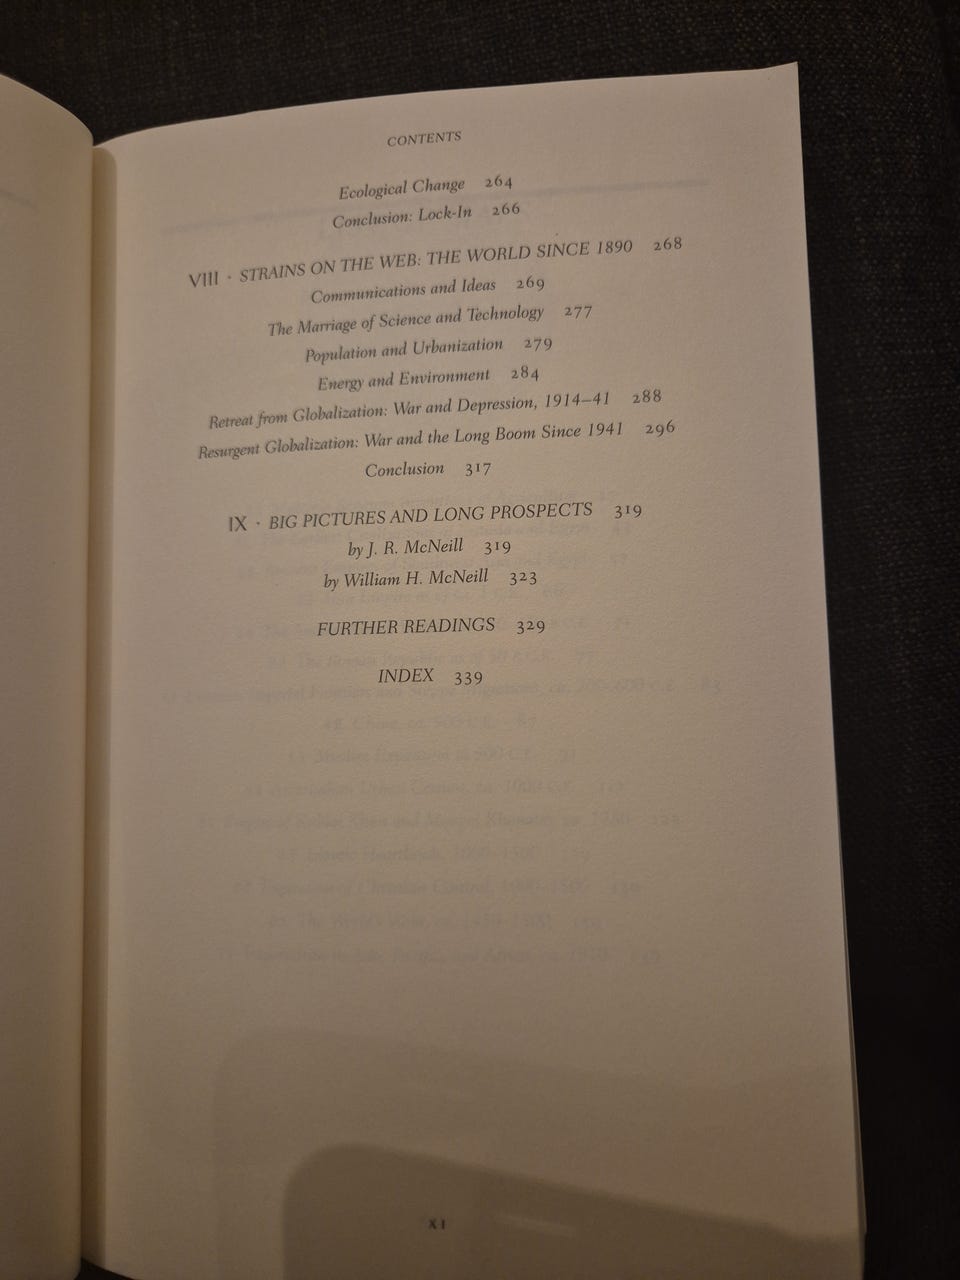 CONTENTS
Ecological Change 264
Conclusion: Lock-In 266
VIII · STRAINS ON THE WEB: THE WORLD SINCE 1890 268
Communications and Ideas 269
The Marriage of Science and Technology 277
Population and Urbanization 279
Energy and Environment 284
Retreat from Globalization: War and Depression, 1914–41 288
Resurgent Globalization: War and the Long Boom Since 1941 296
Conclusion 317
IX · BIG PICTURES AND LONG PROSPECTS 319
by J. R. McNeill 319
by William H. McNeill 323
FURTHER READINGS 329
INDEX 339
XI